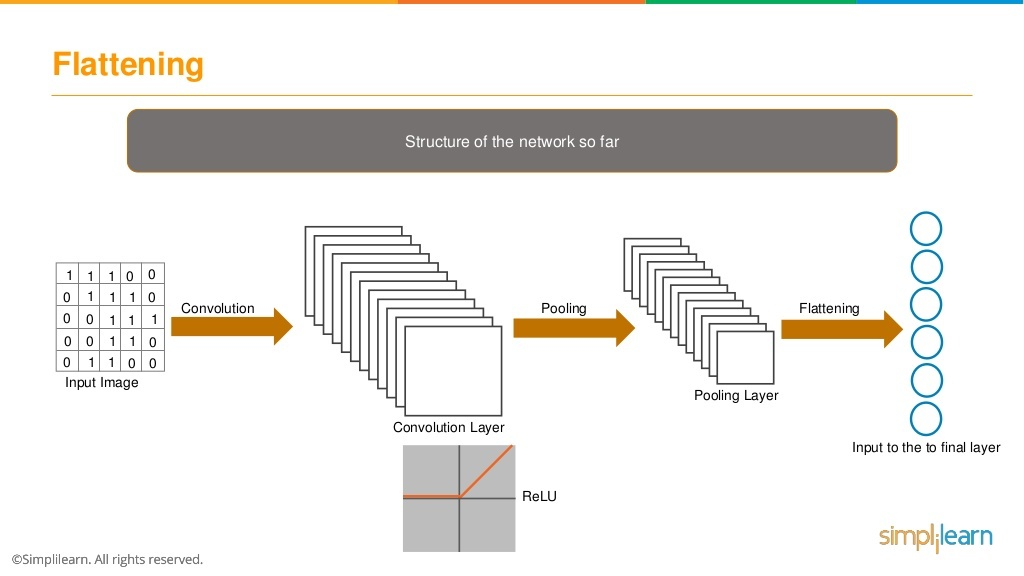 Flattening
Structure of the network so far
1 1 1 0 0
0 1 1 1 0
0 0 1 1 1
0 0 1 1 0
0 1 1 0 0
Input Image
Convolution
Convolution Layer
ReLU
Pooling
Pooling Layer
Flattening
Input to the to final layer
©Simplilearn. All rights reserved.
simplilearn